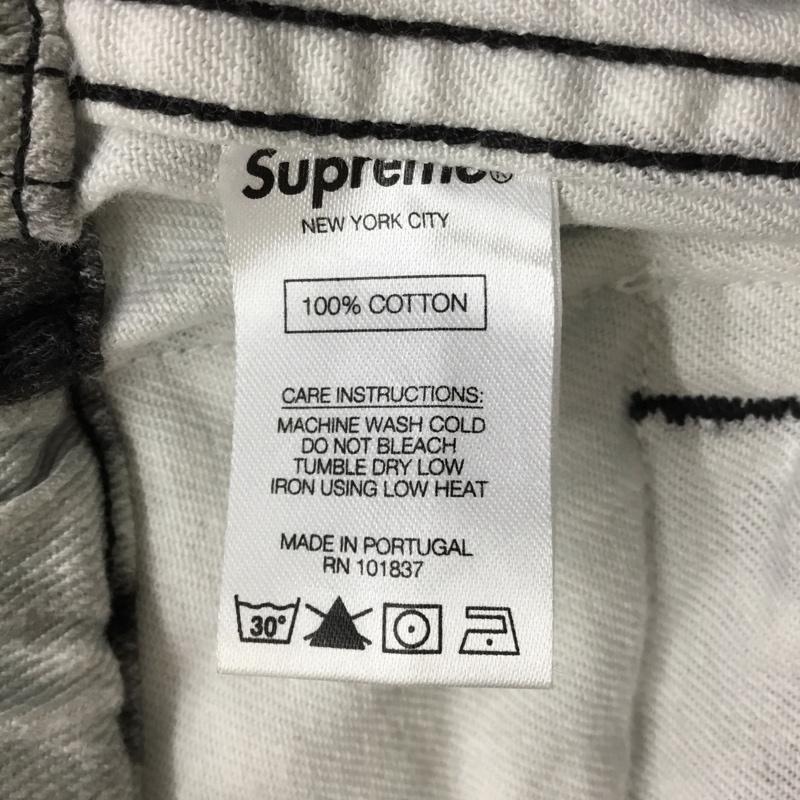 Supreme®
NEW YORK CITY
100% COTTON
CARE INSTRUCTIONS:
MACHINE WASH COLD
DO NOT BLEACH
TUMBLE DRY LOW
IRON USING LOW HEAT
MADE IN PORTUGAL
RN 101837
30°